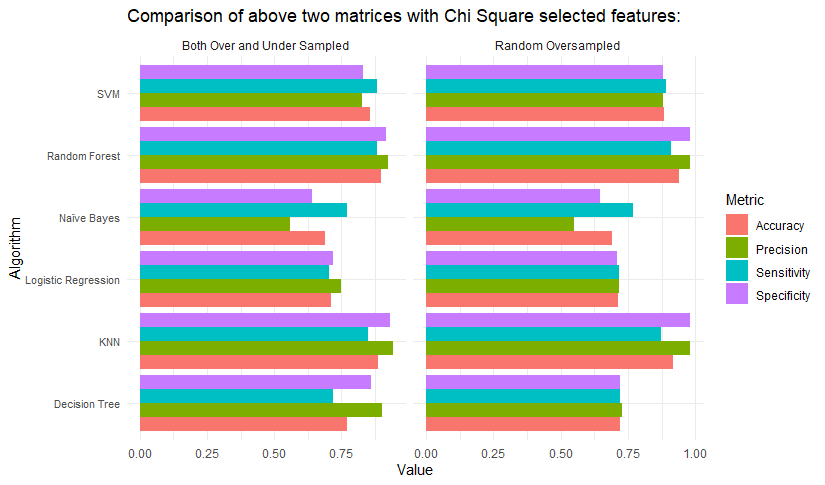 Comparison of above two matrices with Chi Square selected features:
Both Over and Under Sampled
Random Oversampled
Algorithm
SVM
Random Forest
Naïve Bayes
Logistic Regression
KNN
Decision Tree
0.00 0.25 0.50 0.75
0.00 0.25 0.50 0.75 1.00
Value
Metric
Accuracy
Precision
Sensitivity
Specificity